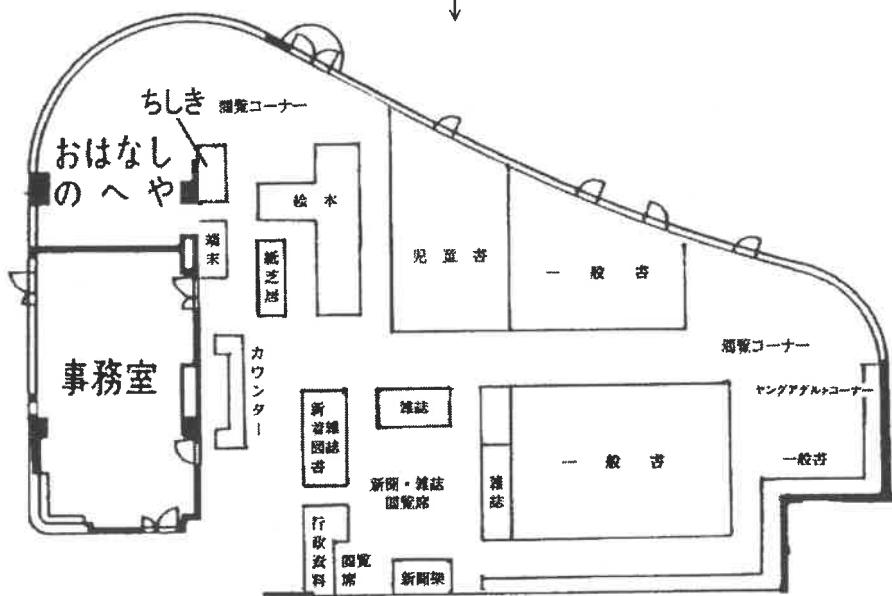 ちしき
閲覧コーナー
おはなし
のへや
絵本
端末
紙芝居
児童書
一般書
事務室
カウンター
閲覧コーナー
ヤングアダルトコーナー
新着図書
雑誌
雑誌
一般書
一般書
新聞・雑誌
閲覧席
雑誌
行政資料
閲覧席
新聞架